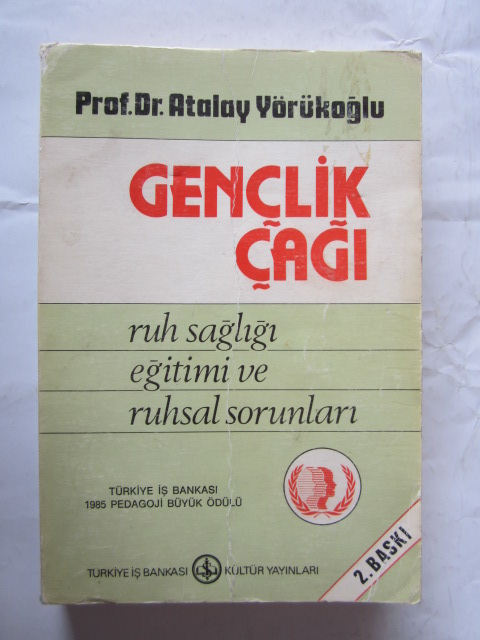 Prof.Dr. Atalay Yörükoğlu
GENÇLİK
ÇAĞI
ruh sağlığı
eğitimi ve
ruhsal sorunları
TÜRKİYE İŞ BANKASI
1985 PEDAGOJİ BÜYÜK ÖDÜLÜ
2. BASKI
TÜRKİYE İŞ BANKASI KÜLTÜR YAYINLARI